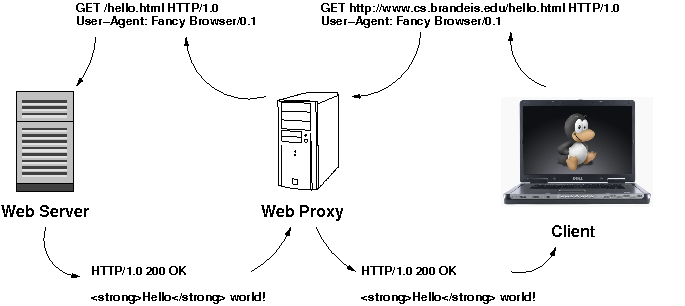 GET /hello.html HTTP/1.0
User-Agent: Fancy Browser/0.1
GET http://www.cs.brandeis.edu/hello.html HTTP/1.0
User-Agent: Fancy Browser/0.1
DELL
Web Server
Web Proxy
Client
HTTP/1.0 200 OK
<strong>Hello</strong> world!
HTTP/1.0 200 OK
<strong>Hello</strong> world!